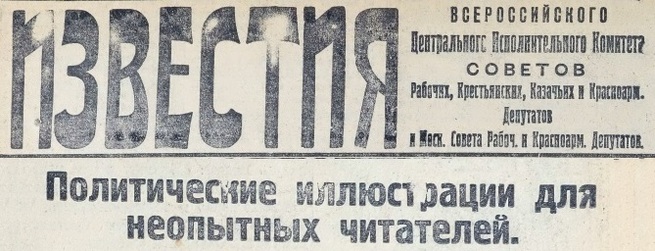 ИЗВЕСТИЯ
ВСЕРОССИЙСКОГО
Центрального Исполнительного Комитета
СОВЕТОВ
Рабочих, Крестьянских, Казачьих и Красноарм.
Депутатов
и Моск. Совета Рабоч. и Красноарм. Депутатов.
Политические иллюстрации для
неопытных читателей.